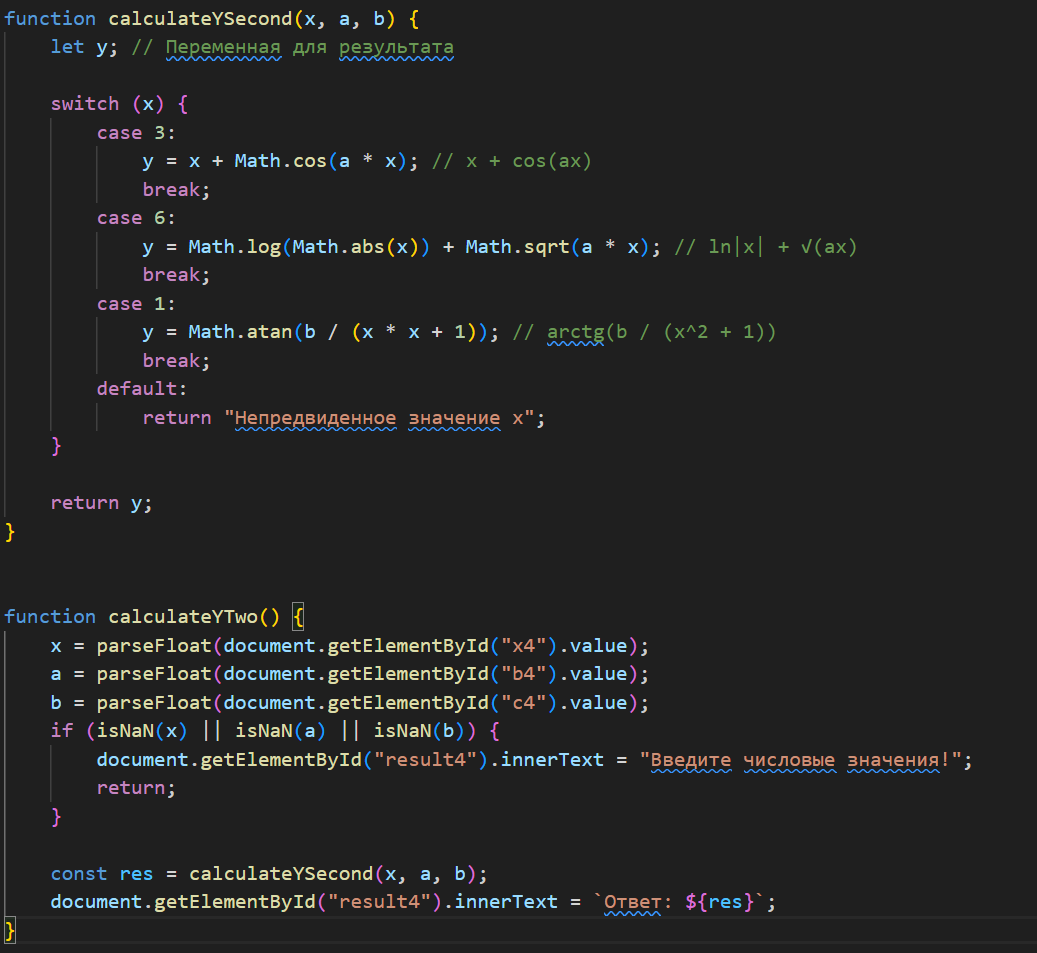 function calculateYSecond(x, a, b) {
    let y; // Переменная для результата

    switch (x) {
        case 3:
            y = x + Math.cos(a * x); // x + cos(ax)
            break;
        case 6:
            y = Math.log(Math.abs(x)) + Math.sqrt(a * x); // ln|x| + √(ax)
            break;
        case 1:
            y = Math.atan(b / (x * x + 1)); // arctg(b / (x^2 + 1))
            break;
        default:
            return "Непредвиденное значение x";
    }

    return y;
}


function calculateYTwo() {
    x = parseFloat(document.getElementById("x4").value);
    a = parseFloat(document.getElementById("b4").value);
    b = parseFloat(document.getElementById("c4").value);
    if (isNaN(x) || isNaN(a) || isNaN(b)) {
        document.getElementById("result4").innerText = "Введите числовые значения!";
        return;
    }

    const res = calculateYSecond(x, a, b);
    document.getElementById("result4").innerText = `Ответ: ${res}`;
}